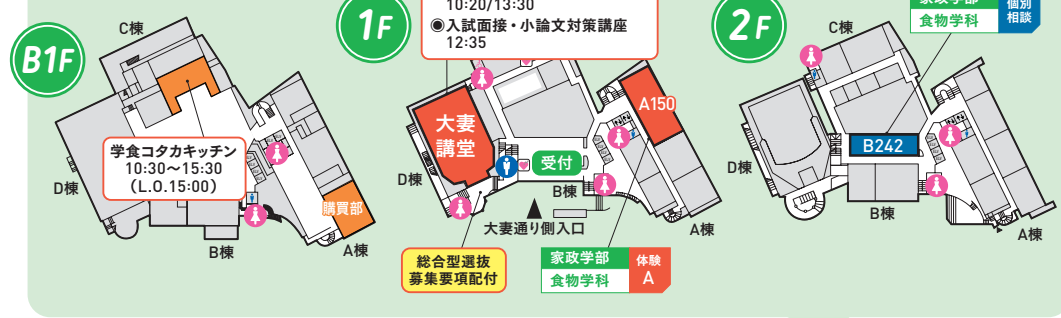 B1F
C棟
学食コタカキッチン
10:30〜15:30
（L.O.15:00）
D棟
購買部
B棟
A棟
1F
10:20/13:30
◉入試面接・小論文対策講座
12:35
大妻
講堂
A150
D棟
受付
B棟
大妻通り側入口
A棟
総合型選抜
募集要項配付
家政学部
食物学科
体験
A
2F
家政学部
食物学科
個別
相談
C棟
B242
D棟
B棟
A棟